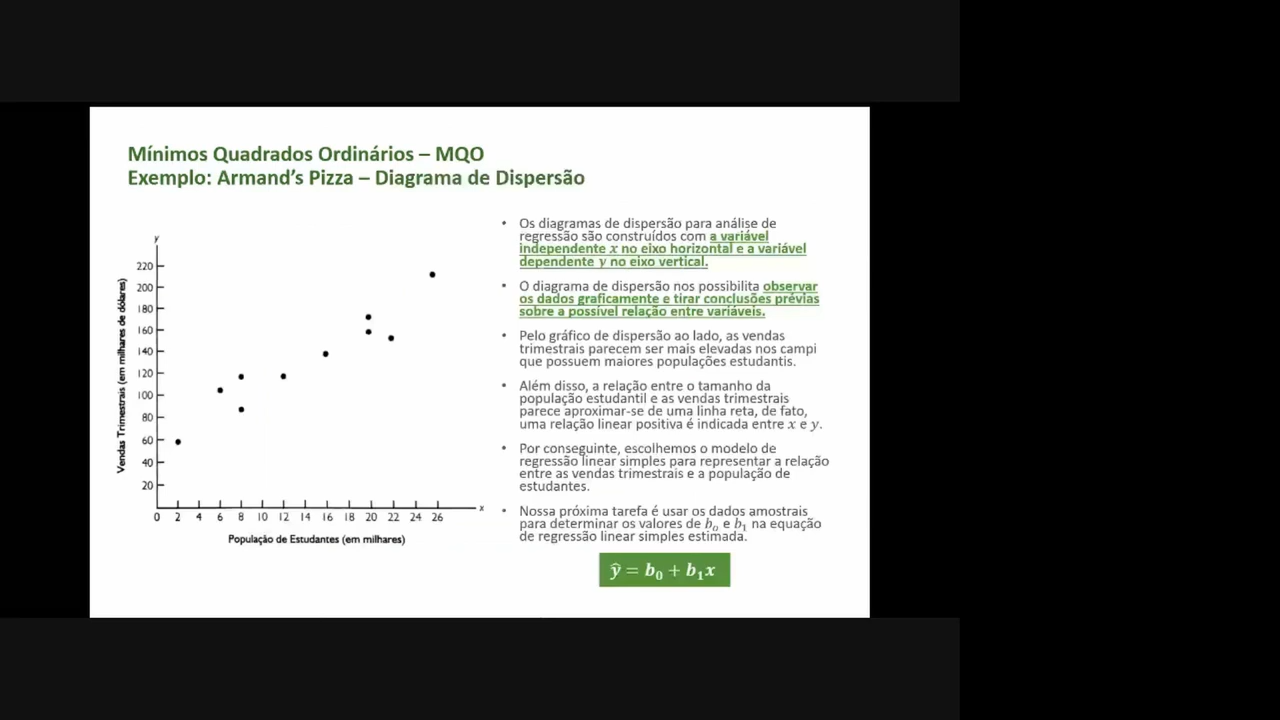 Mínimos Quadrados Ordinários – MQO
Exemplo: Armand's Pizza – Diagrama de Dispersão
y
220
200
180
160
140
120
100
80
60
40
20
Vendas Trimestrais (em milhares de dólares)
0 2 4 6 8 10 12 14 16 18 20 22 24 26
x
População de Estudantes (em milhares)
• Os diagramas de dispersão para análise de
regressão são construídos com a variável
independente x no eixo horizontal e a variável
dependente y no eixo vertical.
• O diagrama de dispersão nos possibilita observar
os dados graficamente e tirar conclusões prévias
sobre a possível relação entre variáveis.
• Pelo gráfico de dispersão ao lado, as vendas
trimestrais parecem ser mais elevadas nos campi
que possuem maiores populações estudantis.
• Além disso, a relação entre o tamanho da
população estudantil e as vendas trimestrais
parece aproximar-se de uma linha reta, de fato,
uma relação linear positiva é indicada entre x e y.
• Por conseguinte, escolhemos o modelo de
regressão linear simples para representar a relação
entre as vendas trimestrais e a população de
estudantes.
• Nossa próxima tarefa é usar os dados amostrais
para determinar os valores de b₀ e b₁ na equação
de regressão linear simples estimada.
ŷ = b₀ + b₁x